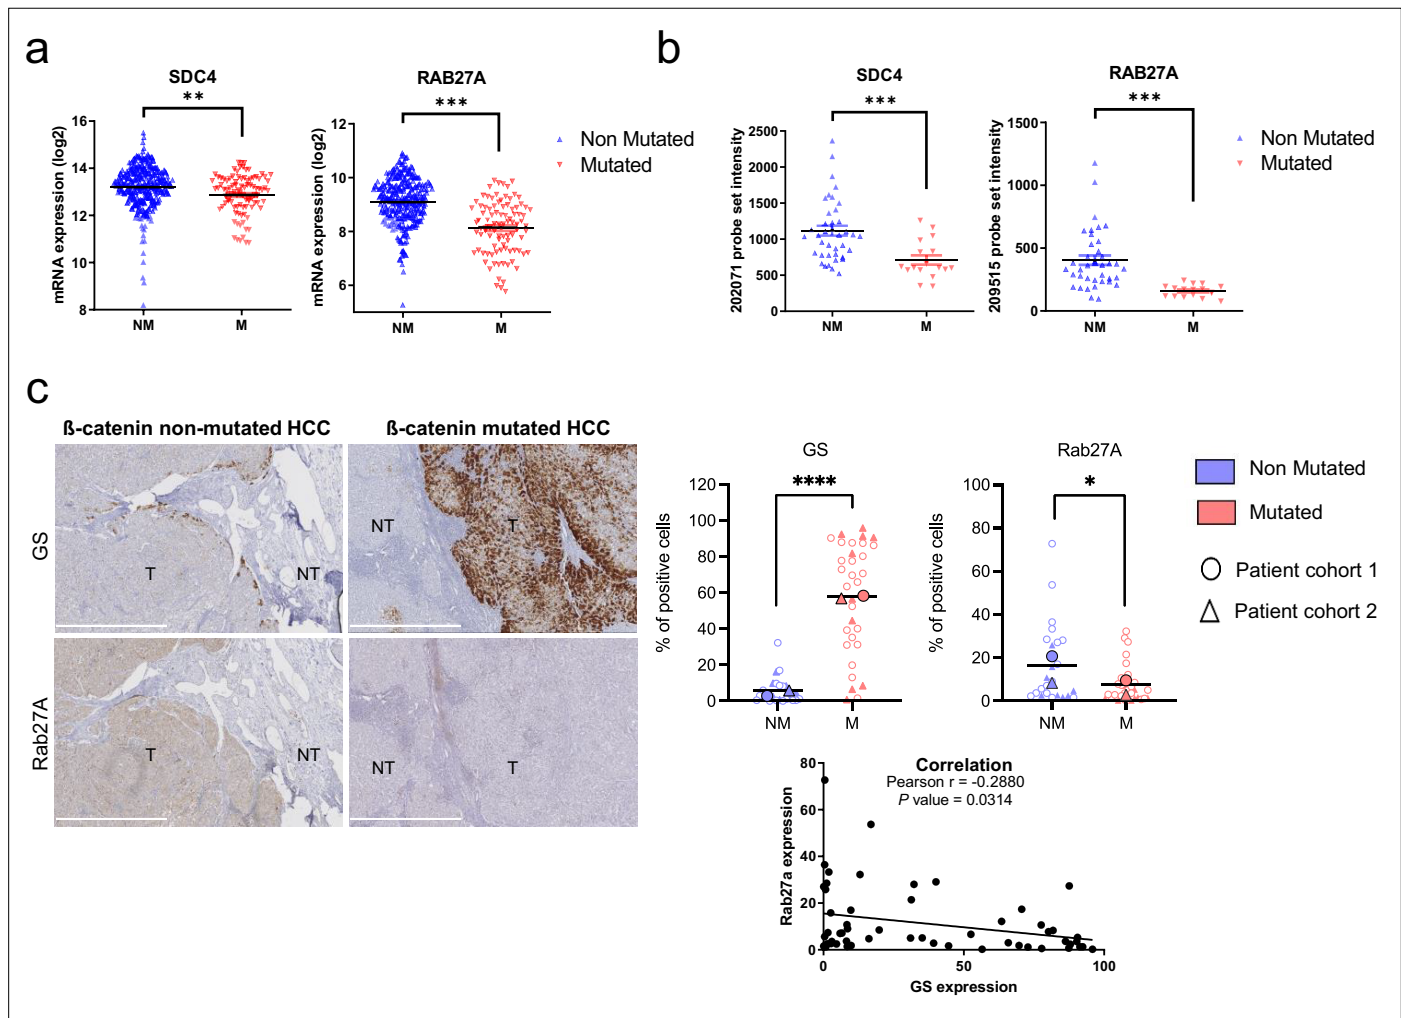 a
SDC4
**
mRNA expression (log2)
16
14
12
10
8
NM
M
RAB27A
***
mRNA expression (log2)
12
10
8
6
NM
M
Non Mutated
Mutated
b
SDC4
***
202071 probe set intensity
2500
2000
1500
1000
500
0
NM
M
RAB27A
***
209515 probe set intensity
1500
1000
500
0
NM
M
Non Mutated
Mutated
c
ß-catenin non-mutated HCC
ß-catenin mutated HCC
GS
T
NT
NT
T
Rab27A
T
NT
NT
T
GS
****
% of positive cells
120
100
80
60
40
20
0
NM
M
Rab27A
*
% of positive cells
100
80
60
40
20
0
NM
M
Non Mutated
Mutated
Patient cohort 1
Patient cohort 2
Correlation
Pearson r = -0.2880
P value = 0.0314
Rab27a expression
80
60
40
20
0
0
50
100
GS expression